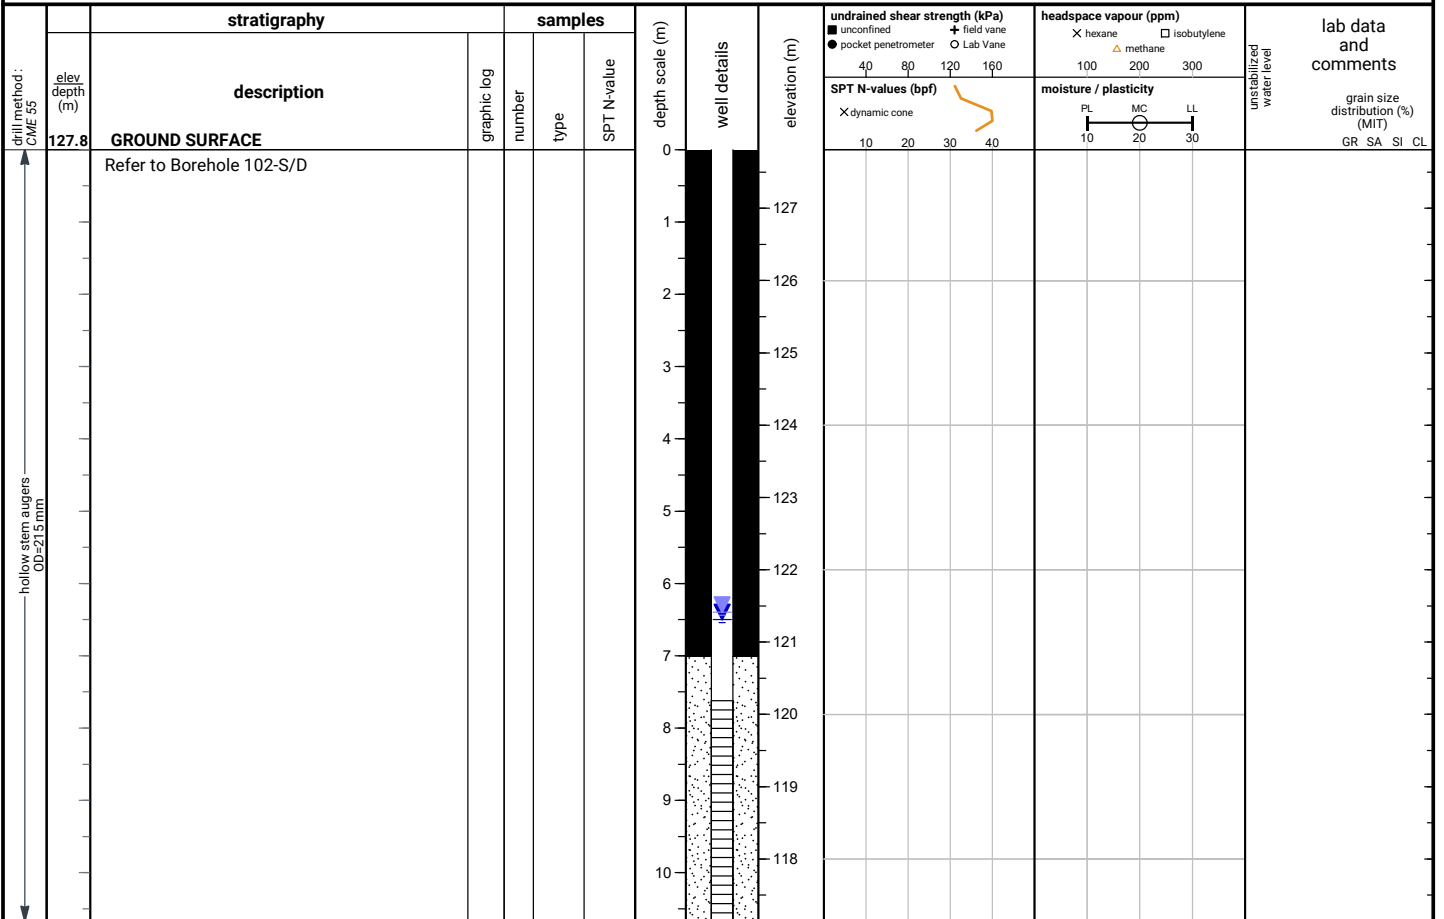 drill method :
CME 55
stratigraphy
samples
elev
depth
(m)
description
graphic log
number
type
SPT N-value
depth scale (m)
well details
elevation (m)
undrained shear strength (kPa)
unconfined
field vane
pocket penetrometer
Lab Vane
40 80 120 160
SPT N-values (bpf)
dynamic cone
10 20 30 40
headspace vapour (ppm)
hexane
isobutylene
methane
100 200 300
moisture / plasticity
PL MC LL
10 20 30
unstabilized
water level
lab data
and
comments
grain size
distribution (%)
(MIT)
GR SA SI CL
127.8 GROUND SURFACE
Refer to Borehole 102-S/D
hollow stem augers
OD=215 mm
0
127
1
126
2
125
3
124
4
123
5
122
6
121
7
120
8
119
9
118
10